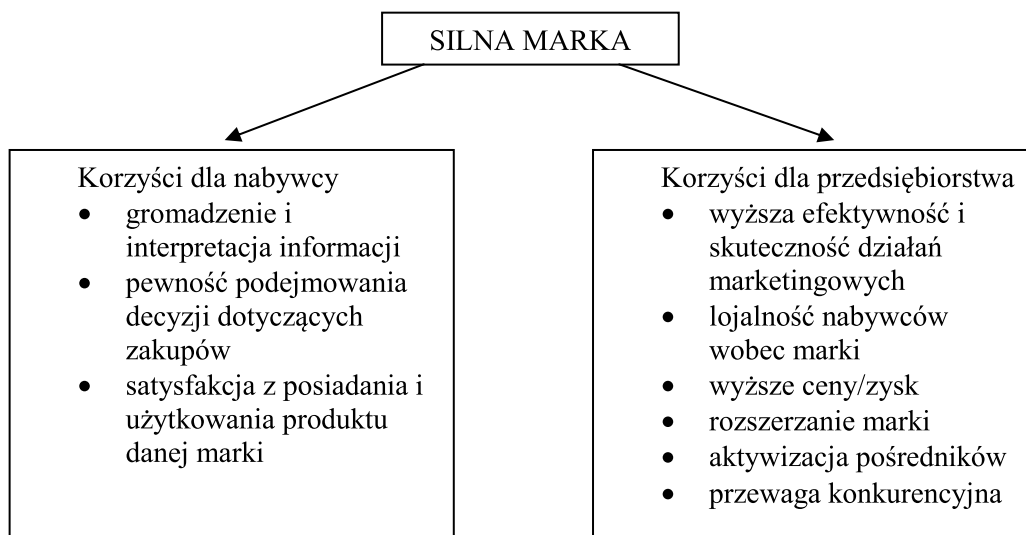 SILNA MARKA
Korzyści dla nabywcy
• gromadzenie i
interpretacja informacji
• pewność podejmowania
decyzji dotyczących
zakupów
• satysfakcja z posiadania i
użytkowania produktu
danej marki
Korzyści dla przedsiębiorstwa
• wyższa efektywność i
skuteczność działań
marketingowych
• lojalność nabywców
wobec marki
• wyższe ceny/zysk
• rozszerzanie marki
• aktywizacja pośredników
• przewaga konkurencyjna